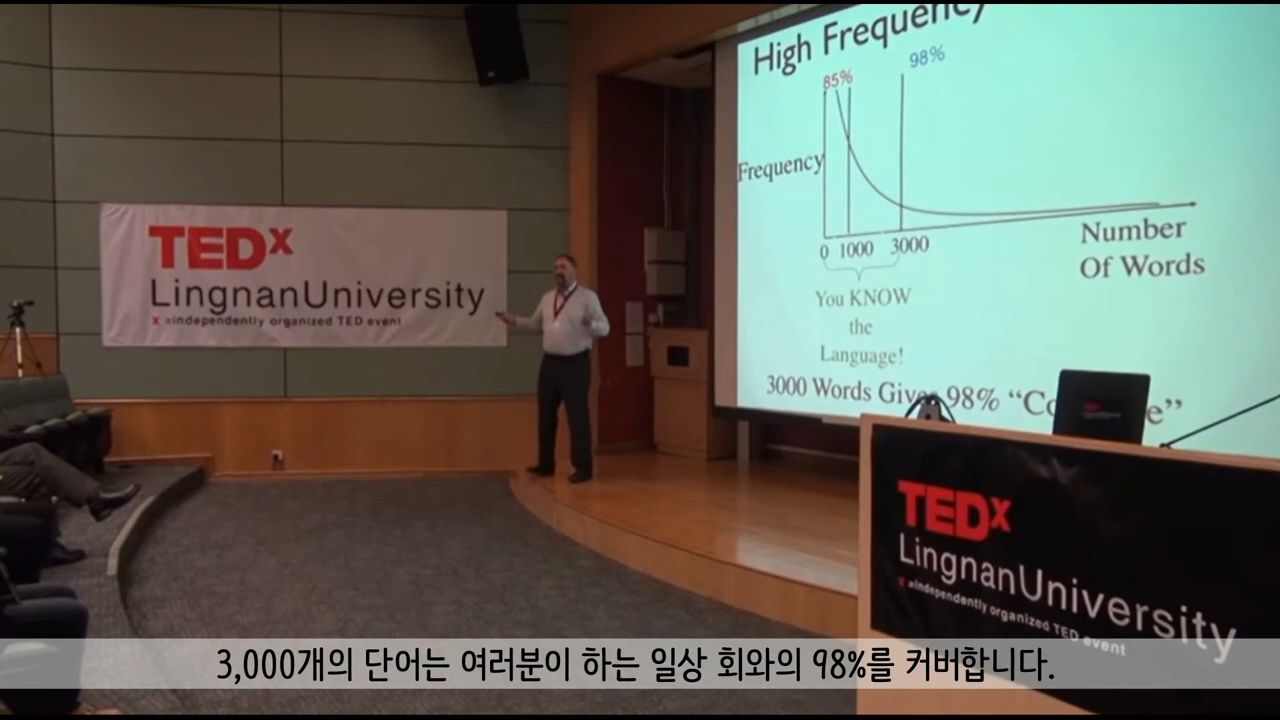 High Frequency
85%
98%
Frequency
0 1000 3000
Number
Of Words
You KNOW
the
Language!
3000 Words Gives 98% “
TEDx
LingnanUniversity
x =independently organized TED event
TEDx
LingnanUniversity
x =independently organized TED event
3,000개의 단어는 여러분이 하는 일상 회와의 98%를 커버합니다.